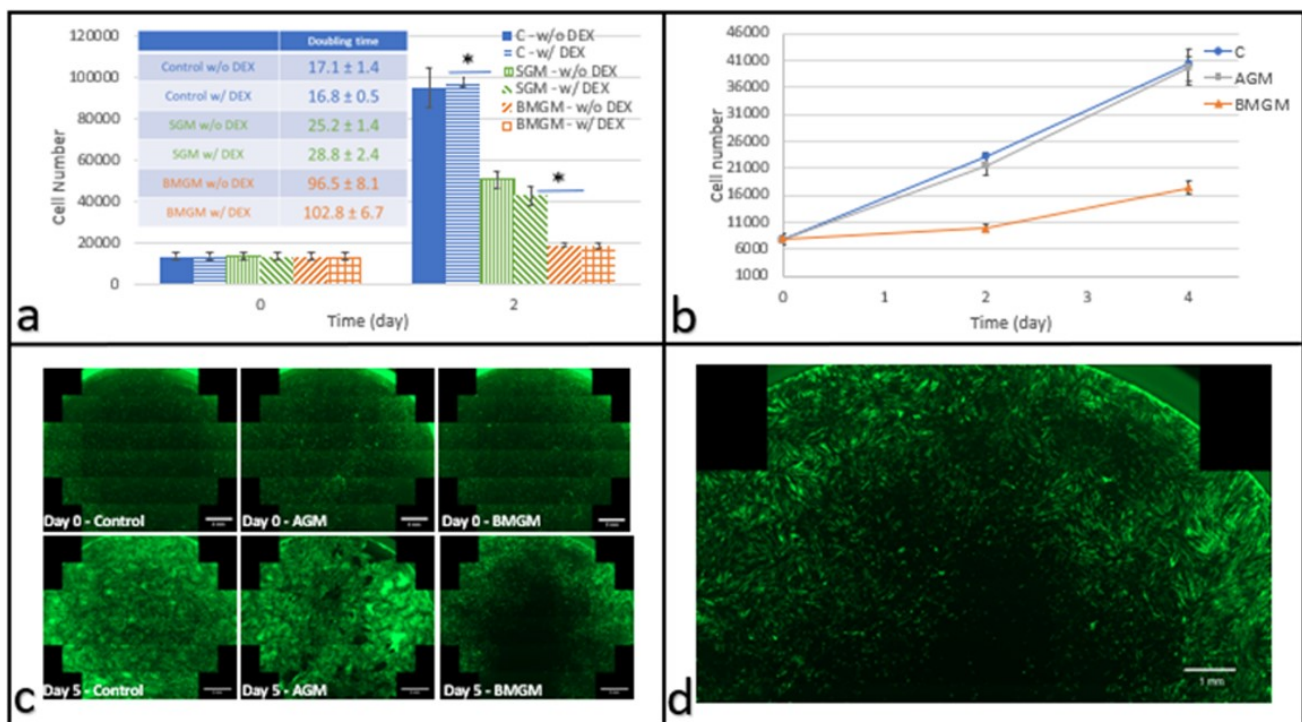 120000
100000
80000
60000
40000
20000
0
Cell Number
Doubling time
Control w/o DEX 17.1 ± 1.4
Control w/ DEX 16.8 ± 0.5
SGM w/o DEX 25.2 ± 1.4
SGM w/ DEX 28.8 ± 2.4
BMGM w/o DEX 96.5 ± 8.1
BMGM w/ DEX 102.8 ± 6.7
C - w/o DEX
C - w/ DEX
SGM - w/o DEX
SGM - w/ DEX
BMGM - w/o DEX
BMGM - w/ DEX
*
*
0 2
Time (day)
a
46000
41000
36000
31000
26000
21000
16000
11000
6000
1000
Cell number
C
AGM
BMGM
0 1 2 3 4
Time (day)
b
Day 0 - Control
Day 0 - AGM
Day 0 - BMGM
Day 5 - Control
Day 5 - AGM
Day 5 - BMGM
c
1 mm
d